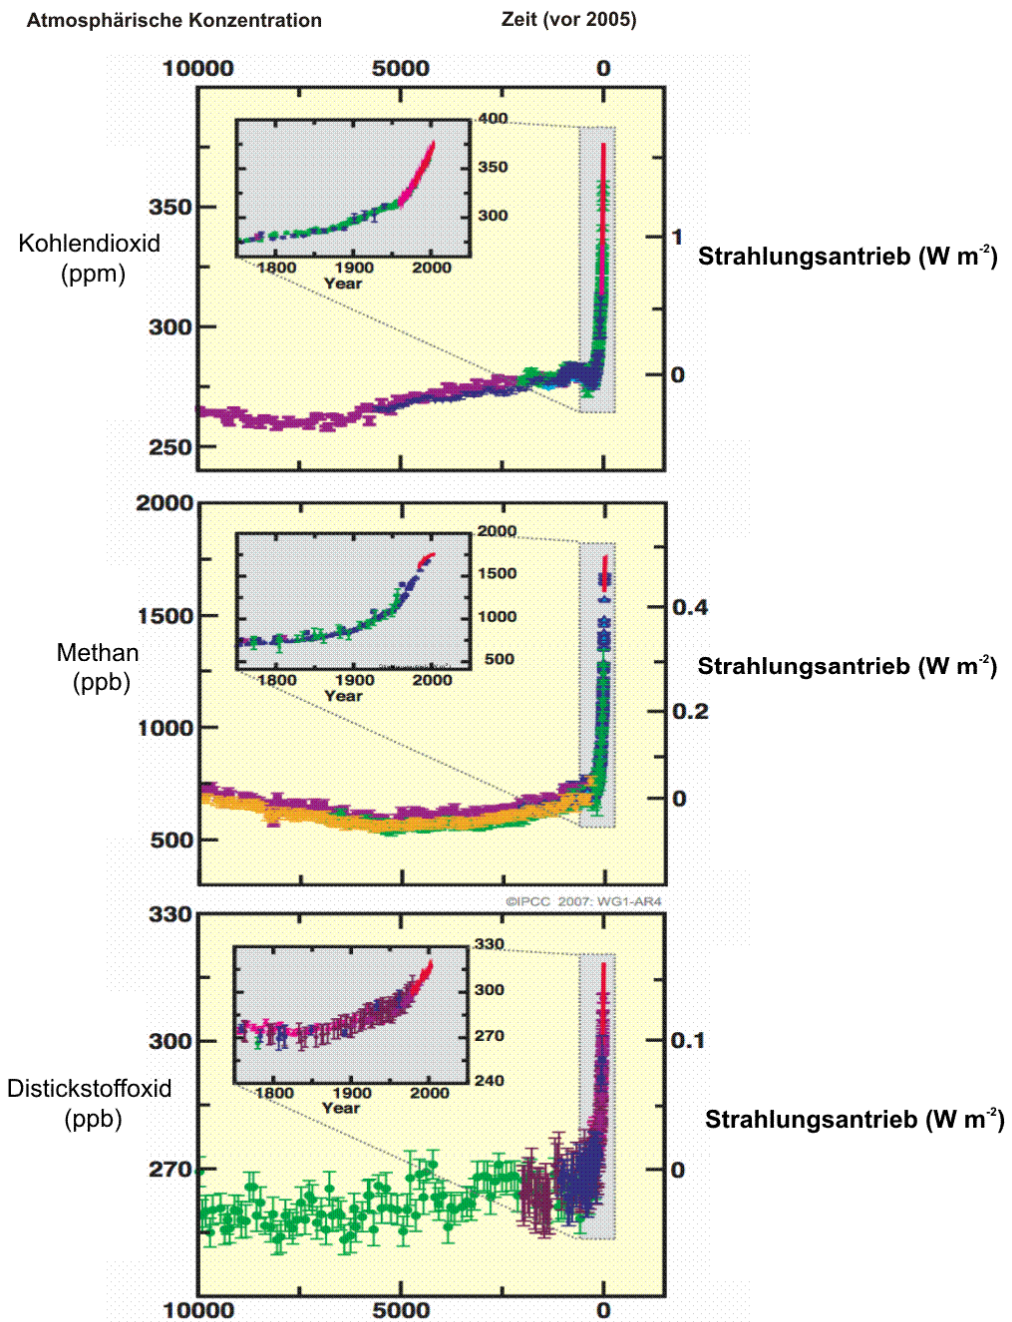 Atmosphärische Konzentration
Zeit (vor 2005)
10000 5000 0
400
350
300
1800 1900 2000
Year
350
300
250
Kohlendioxid
(ppm)
1
0
Strahlungsantrieb (W m-2)
2000
1500
1000
500
2000
1500
1000
500
1800 1900 2000
Year
Methan
(ppb)
0.4
0.2
0
Strahlungsantrieb (W m-2)
©IPCC 2007: WG1-AR4
330
300
270
330
300
270
240
1800 1900 2000
Year
Distickstoffoxid
(ppb)
0.1
0
Strahlungsantrieb (W m-2)
10000 5000 0